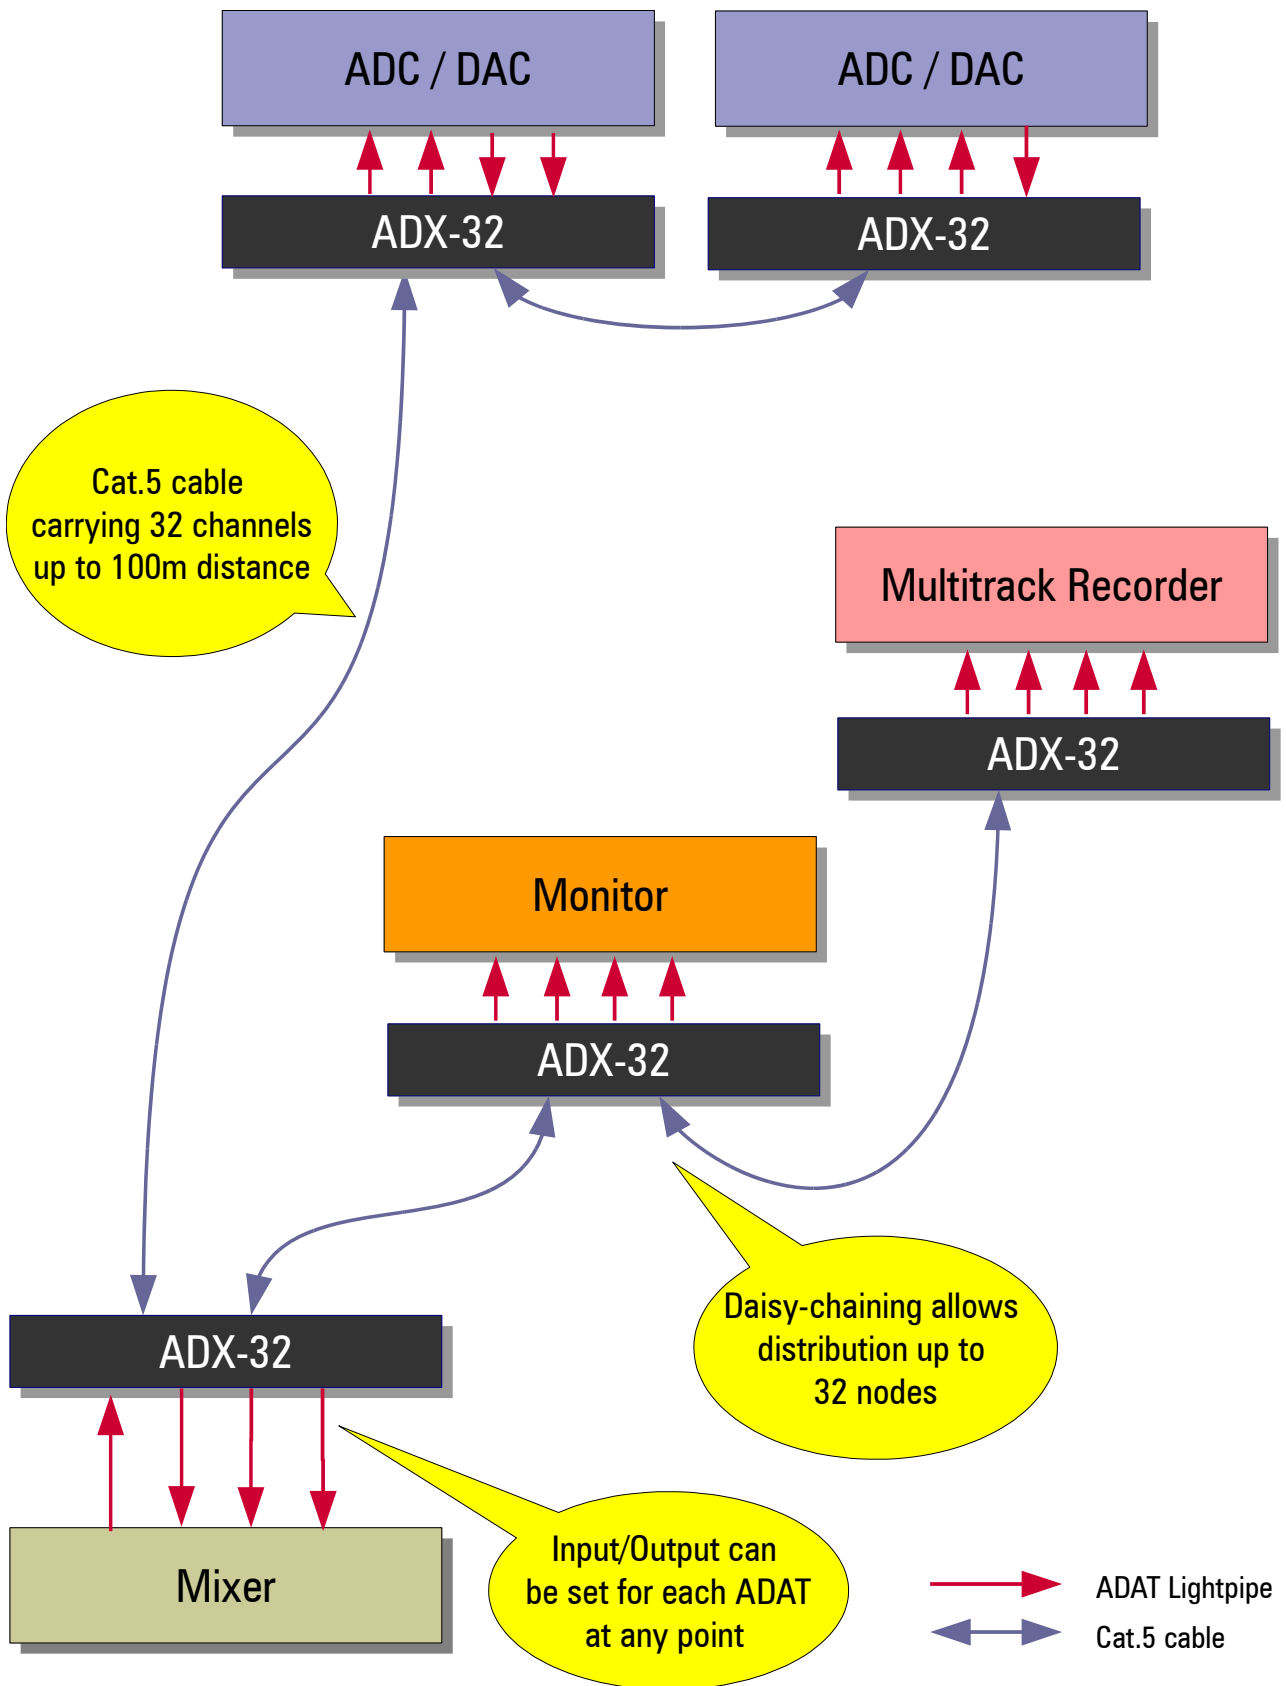 ADC / DAC
ADC / DAC
ADX-32
ADX-32
Cat.5 cable
carrying 32 channels
up to 100m distance
Multitrack Recorder
ADX-32
Monitor
ADX-32
Daisy-chaining allows
distribution up to
32 nodes
ADX-32
Input/Output can
be set for each ADAT
at any point
Mixer
ADAT Lightpipe
Cat.5 cable